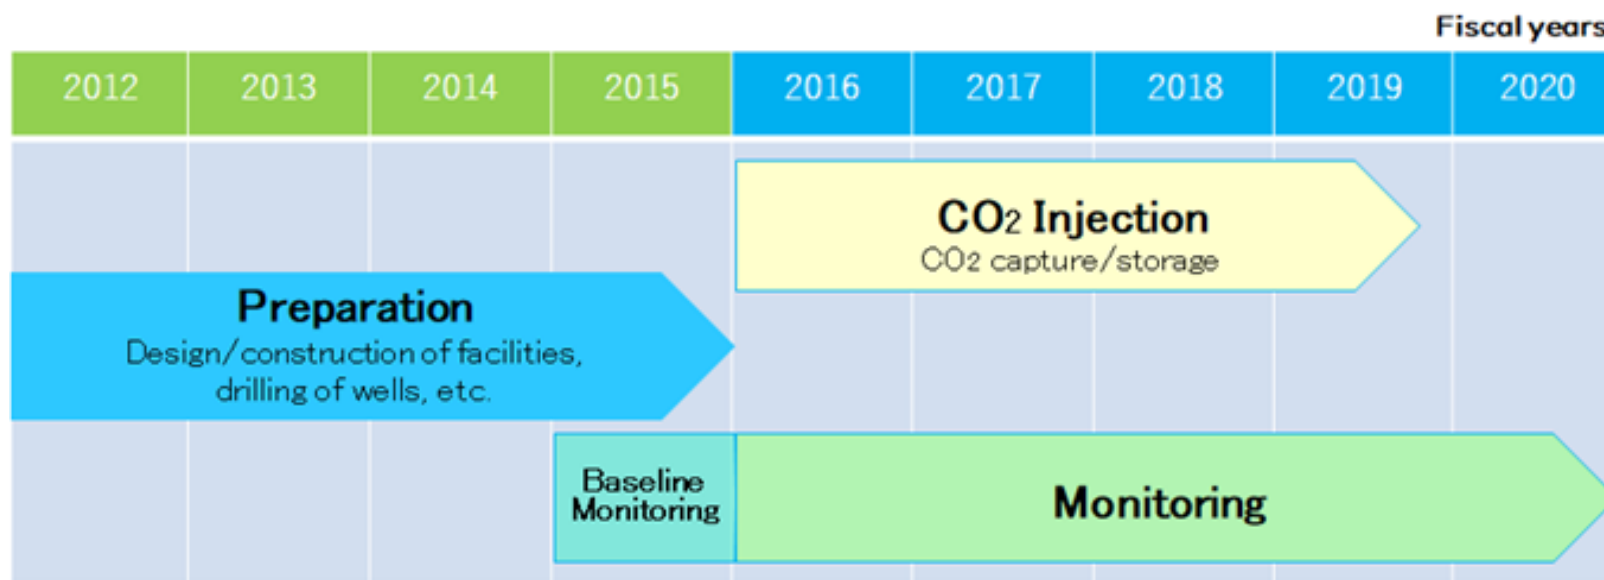 Fiscal years
2012 2013 2014 2015 2016 2017 2018 2019 2020
CO2 Injection
CO2 capture/storage
Preparation
Design/construction of facilities,
drilling of wells, etc.
Baseline
Monitoring
Monitoring